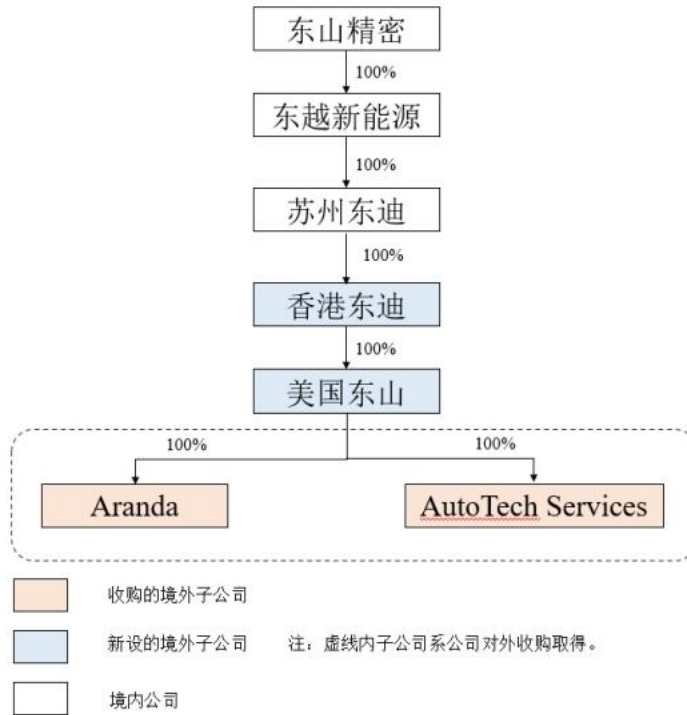 东山精密
100%
东越新能源
100%
苏州东迪
100%
香港东迪
100%
美国东山
100% 100%
Aranda AutoTech Services
收购的境外子公司
新设的境外子公司 注：虚线内子公司系公司对外收购取得。
境内公司